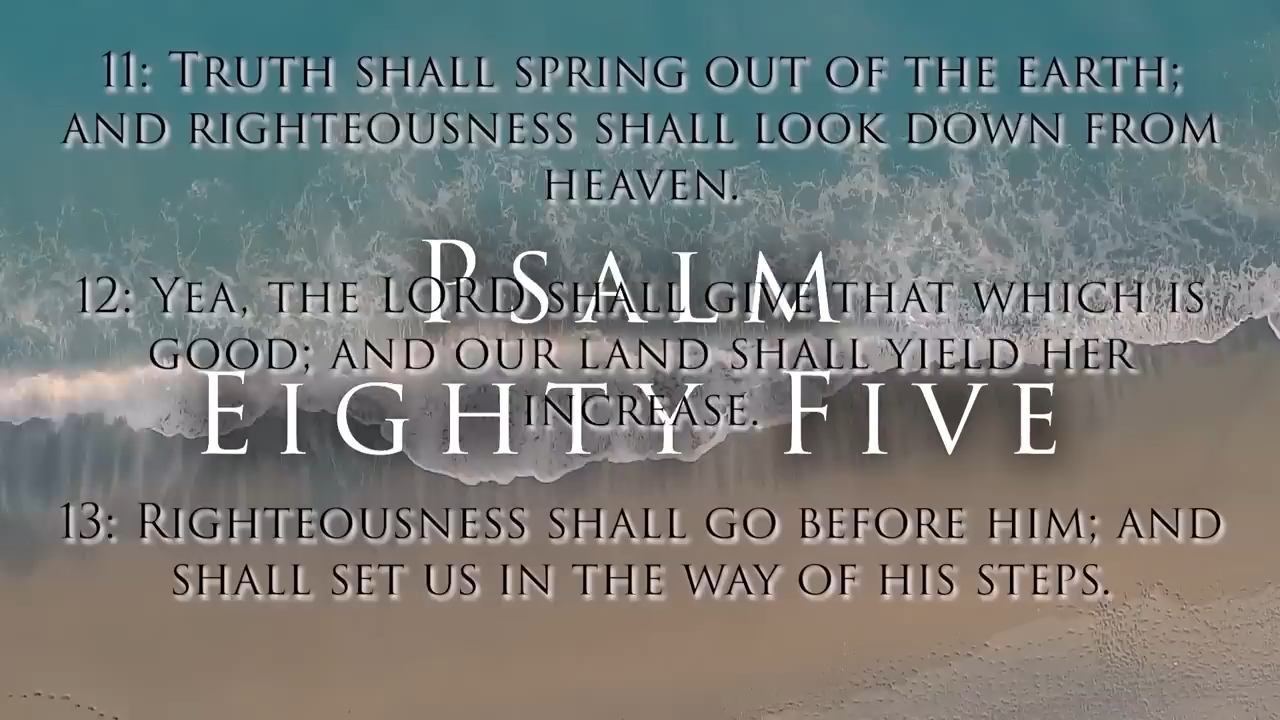 11: Truth shall spring out of the earth;
and righteousness shall look down from
heaven.
Psalm
12: Yea, the LORD shall give that which is
good; and our land shall yield her
Eighty Five
increase.
13: Righteousness shall go before him; and
shall set us in the way of his steps.